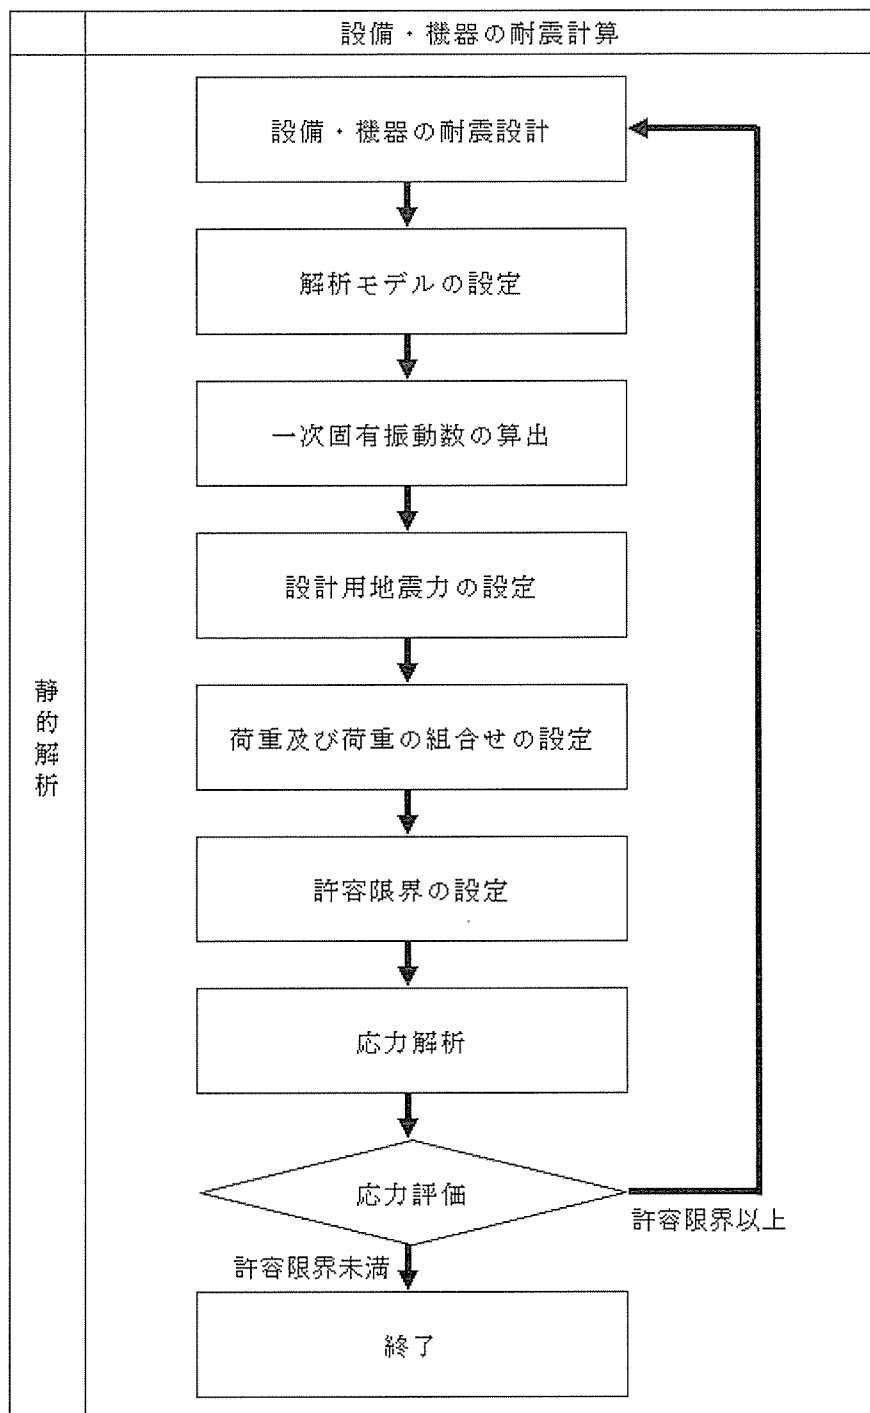 設備・機器の耐震計算
静的解析
設備・機器の耐震設計
解析モデルの設定
一次固有振動数の算出
設計用地震力の設定
荷重及び荷重の組合せの設定
許容限界の設定
応力解析
応力評価
許容限界以上
許容限界未満
終了